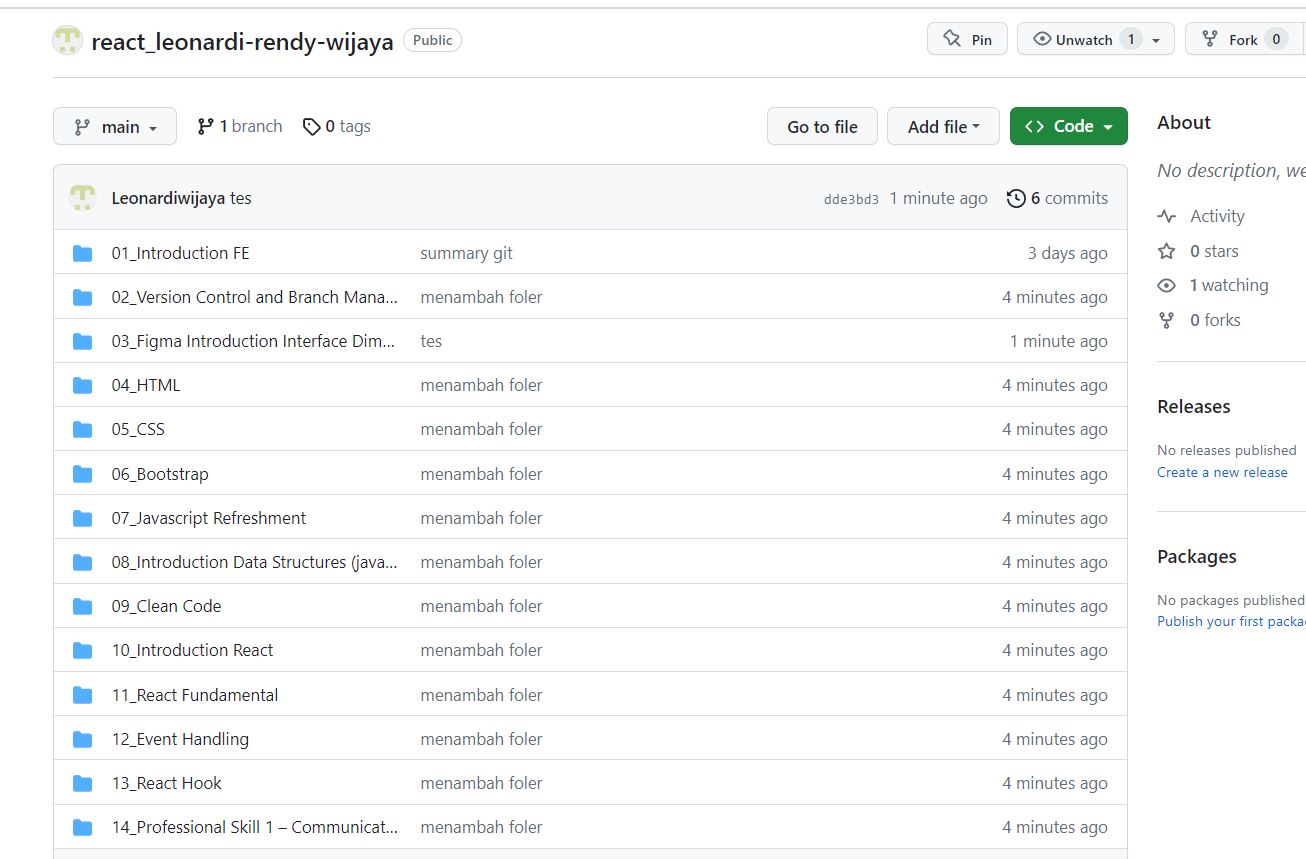 react_leonardi-rendy-wijaya Public Pin Unwatch 1 Fork 0
main 1 branch 0 tags Go to file Add file Code
Leonardiwijaya tes dde3bd3 1 minute ago 6 commits
01_Introduction FE summary git 3 days ago
02_Version Control and Branch Mana... menambah foler 4 minutes ago
03_Figma Introduction Interface Dim... tes 1 minute ago
04_HTML menambah foler 4 minutes ago
05_CSS menambah foler 4 minutes ago
06_Bootstrap menambah foler 4 minutes ago
07_Javascript Refreshment menambah foler 4 minutes ago
08_Introduction Data Structures (java... menambah foler 4 minutes ago
09_Clean Code menambah foler 4 minutes ago
10_Introduction React menambah foler 4 minutes ago
11_React Fundamental menambah foler 4 minutes ago
12_Event Handling menambah foler 4 minutes ago
13_React Hook menambah foler 4 minutes ago
14_Professional Skill 1 – Communicat... menambah foler 4 minutes ago
About
No description, we
Activity
0 stars
1 watching
0 forks
Releases
No releases published
Create a new release
Packages
No packages published
Publish your first packa